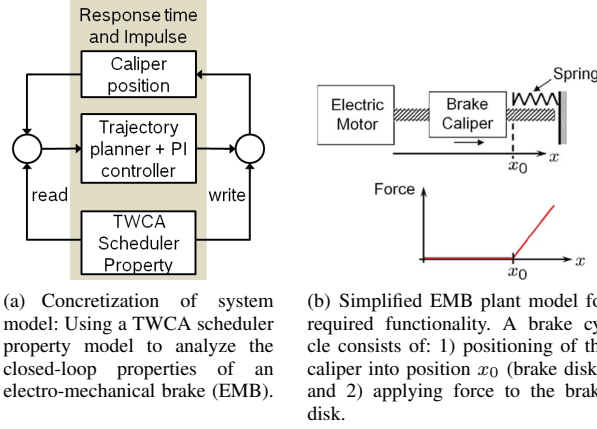 Response time
and Impulse
Caliper
position
Trajectory
planner + PI
controller
read
write
TWCA
Scheduler
Property
(a) Concretization of system
model: Using a TWCA scheduler
property model to analyze the
closed-loop properties of an
electro-mechanical brake (EMB).
Spring
Electric
Motor
Brake
Caliper
x
x0
Force
x0
x
(b) Simplified EMB plant model fo
required functionality. A brake cy
cle consists of: 1) positioning of th
caliper into position x0 (brake disk
and 2) applying force to the brak
disk.